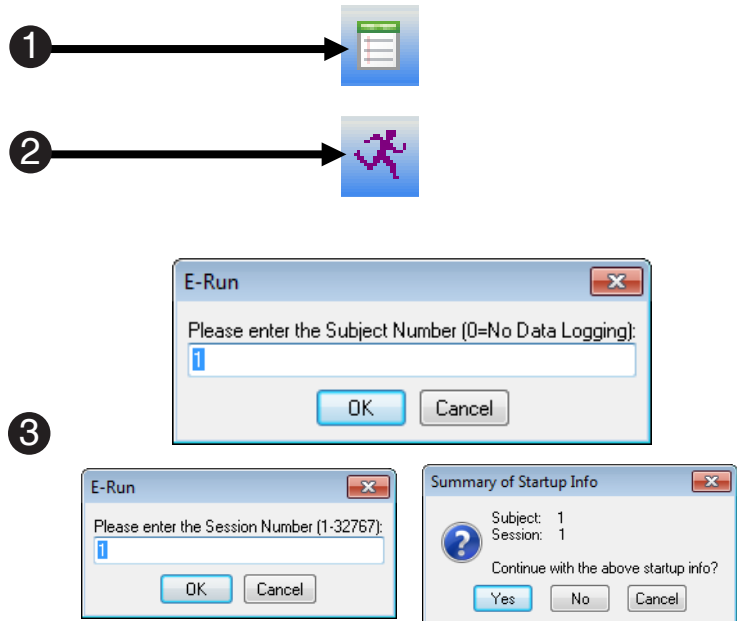 1
2
E-Run
Please enter the Subject Number (0=No Data Logging):
1
OK Cancel
3
E-Run
Please enter the Session Number (1-32767):
1
OK Cancel
Summary of Startup Info
Subject: 1
Session: 1
Continue with the above startup info?
Yes No Cancel